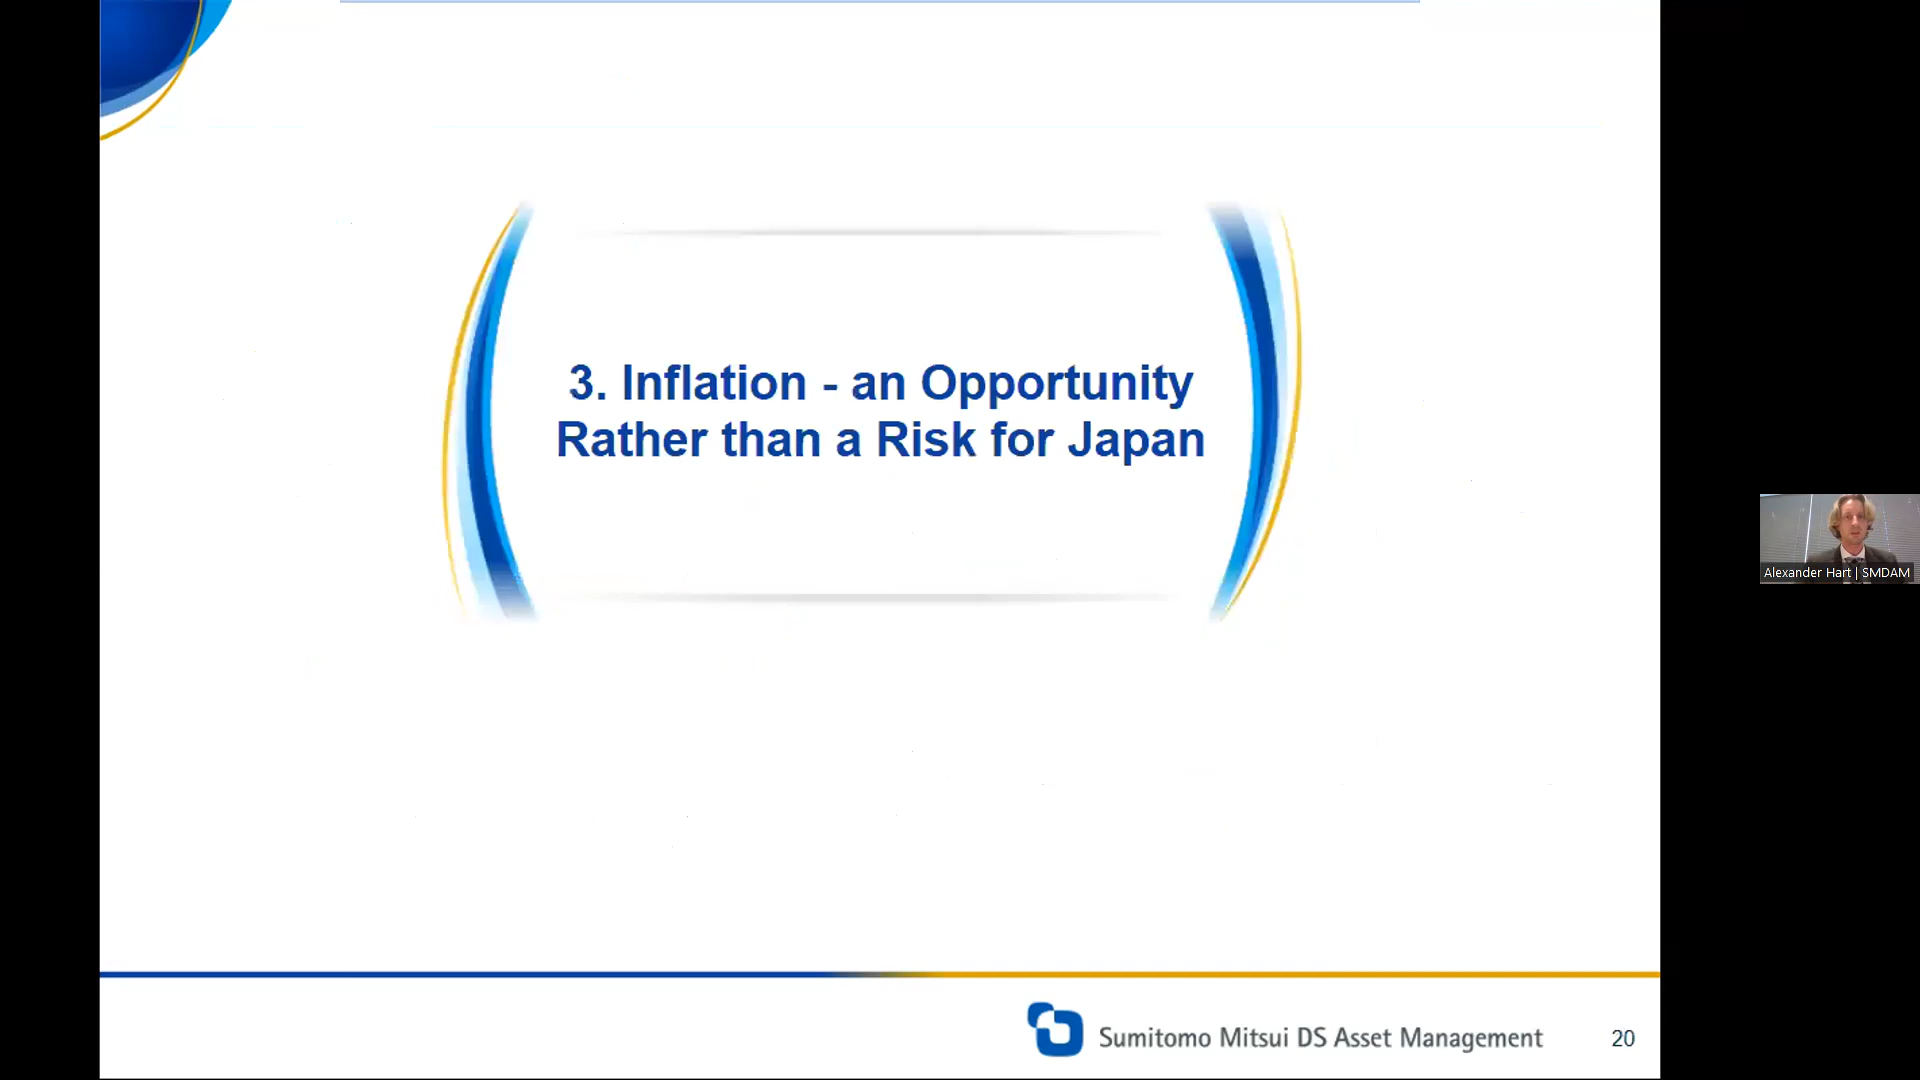 3. Inflation - an Opportunity
Rather than a Risk for Japan
Alexander Hart | SMDAM
Sumitomo Mitsui DS Asset Management
20